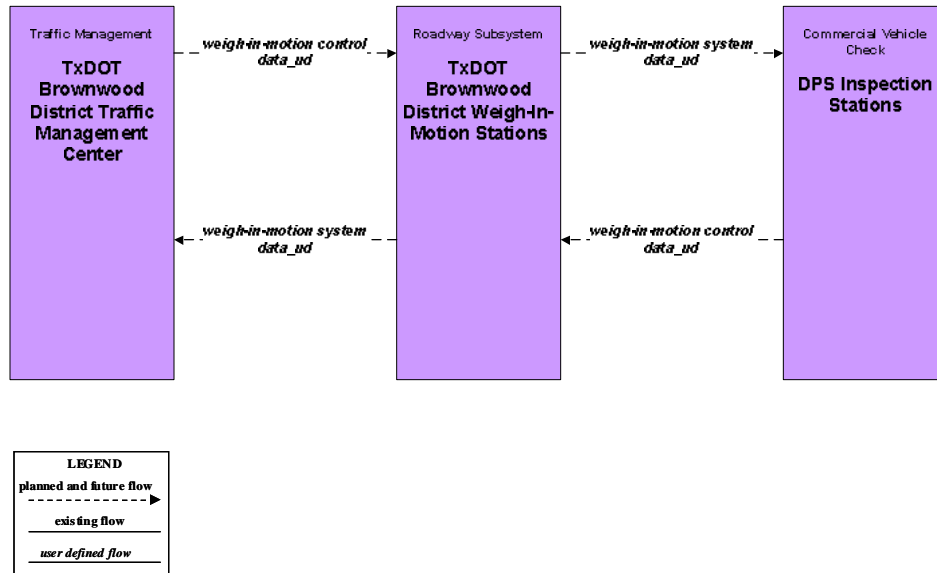 Traffic Management
TxDOT
Brownwood
District Traffic
Management
Center
weigh-in-motion control
data_ud
weigh-in-motion system
data_ud
Roadway Subsystem
TxDOT
Brownwood
District Weigh-In-
Motion Stations
weigh-in-motion system
data_ud
weigh-in-motion control
data_ud
Commercial Vehicle
Check
DPS Inspection
Stations
LEGEND
planned and future flow
existing flow
user defined flow